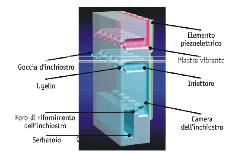 Elemento
piezoelettrico
Piastra vibrante
Goccia d'inchiostro
Ugello
Iniettore
Foro di rifornimento
dell'inchiostro
Camera
dell'inchiostro
Serbatoio